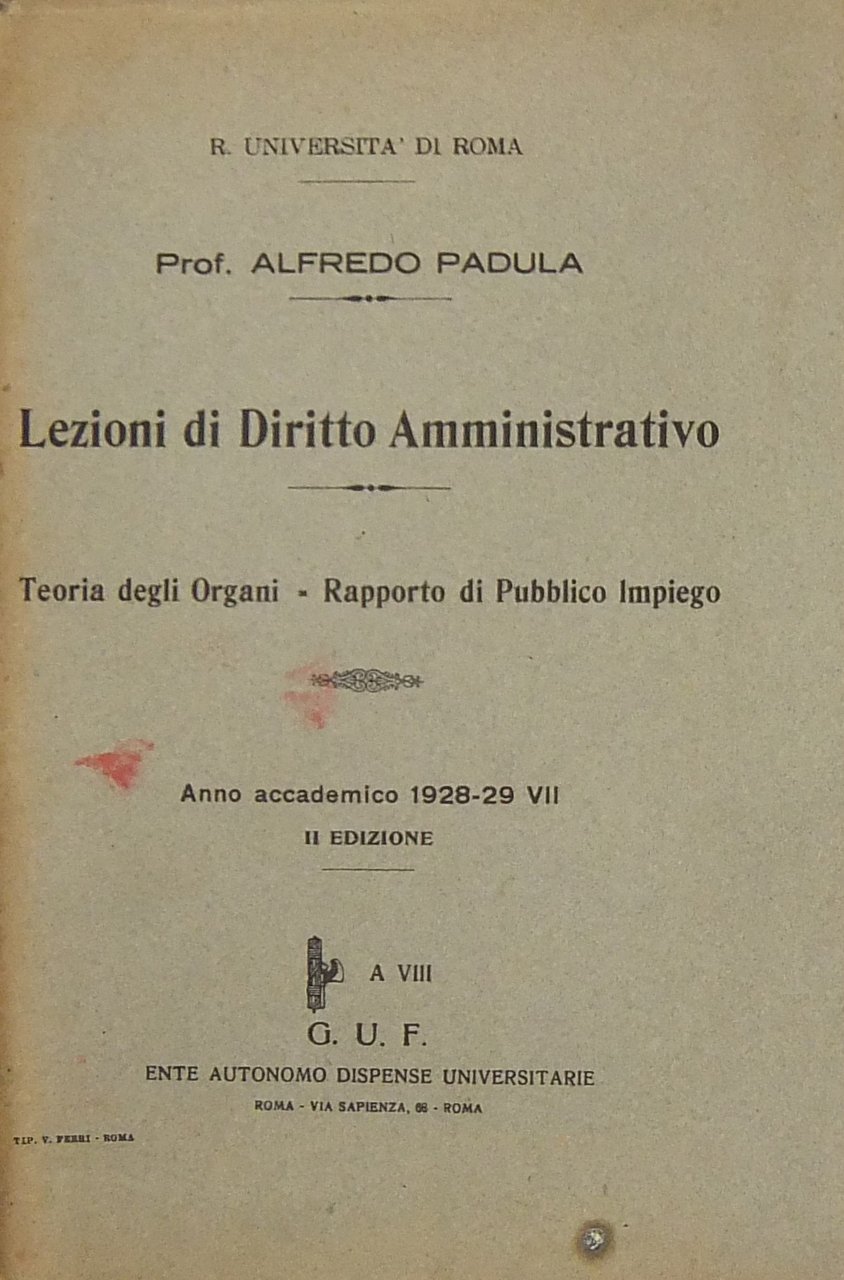 R. UNIVERSITA' DI ROMA
Prof. ALFREDO PADULA
Lezioni di Diritto Amministrativo
Teoria degli Organi - Rapporto di Pubblico Impiego
Anno accademico 1928-29 VII
II EDIZIONE
A VIII
G. U. F.
ENTE AUTONOMO DISPENSE UNIVERSITARIE
ROMA - VIA SAPIENZA, 68 - ROMA
TIP. V. FERRI - ROMA